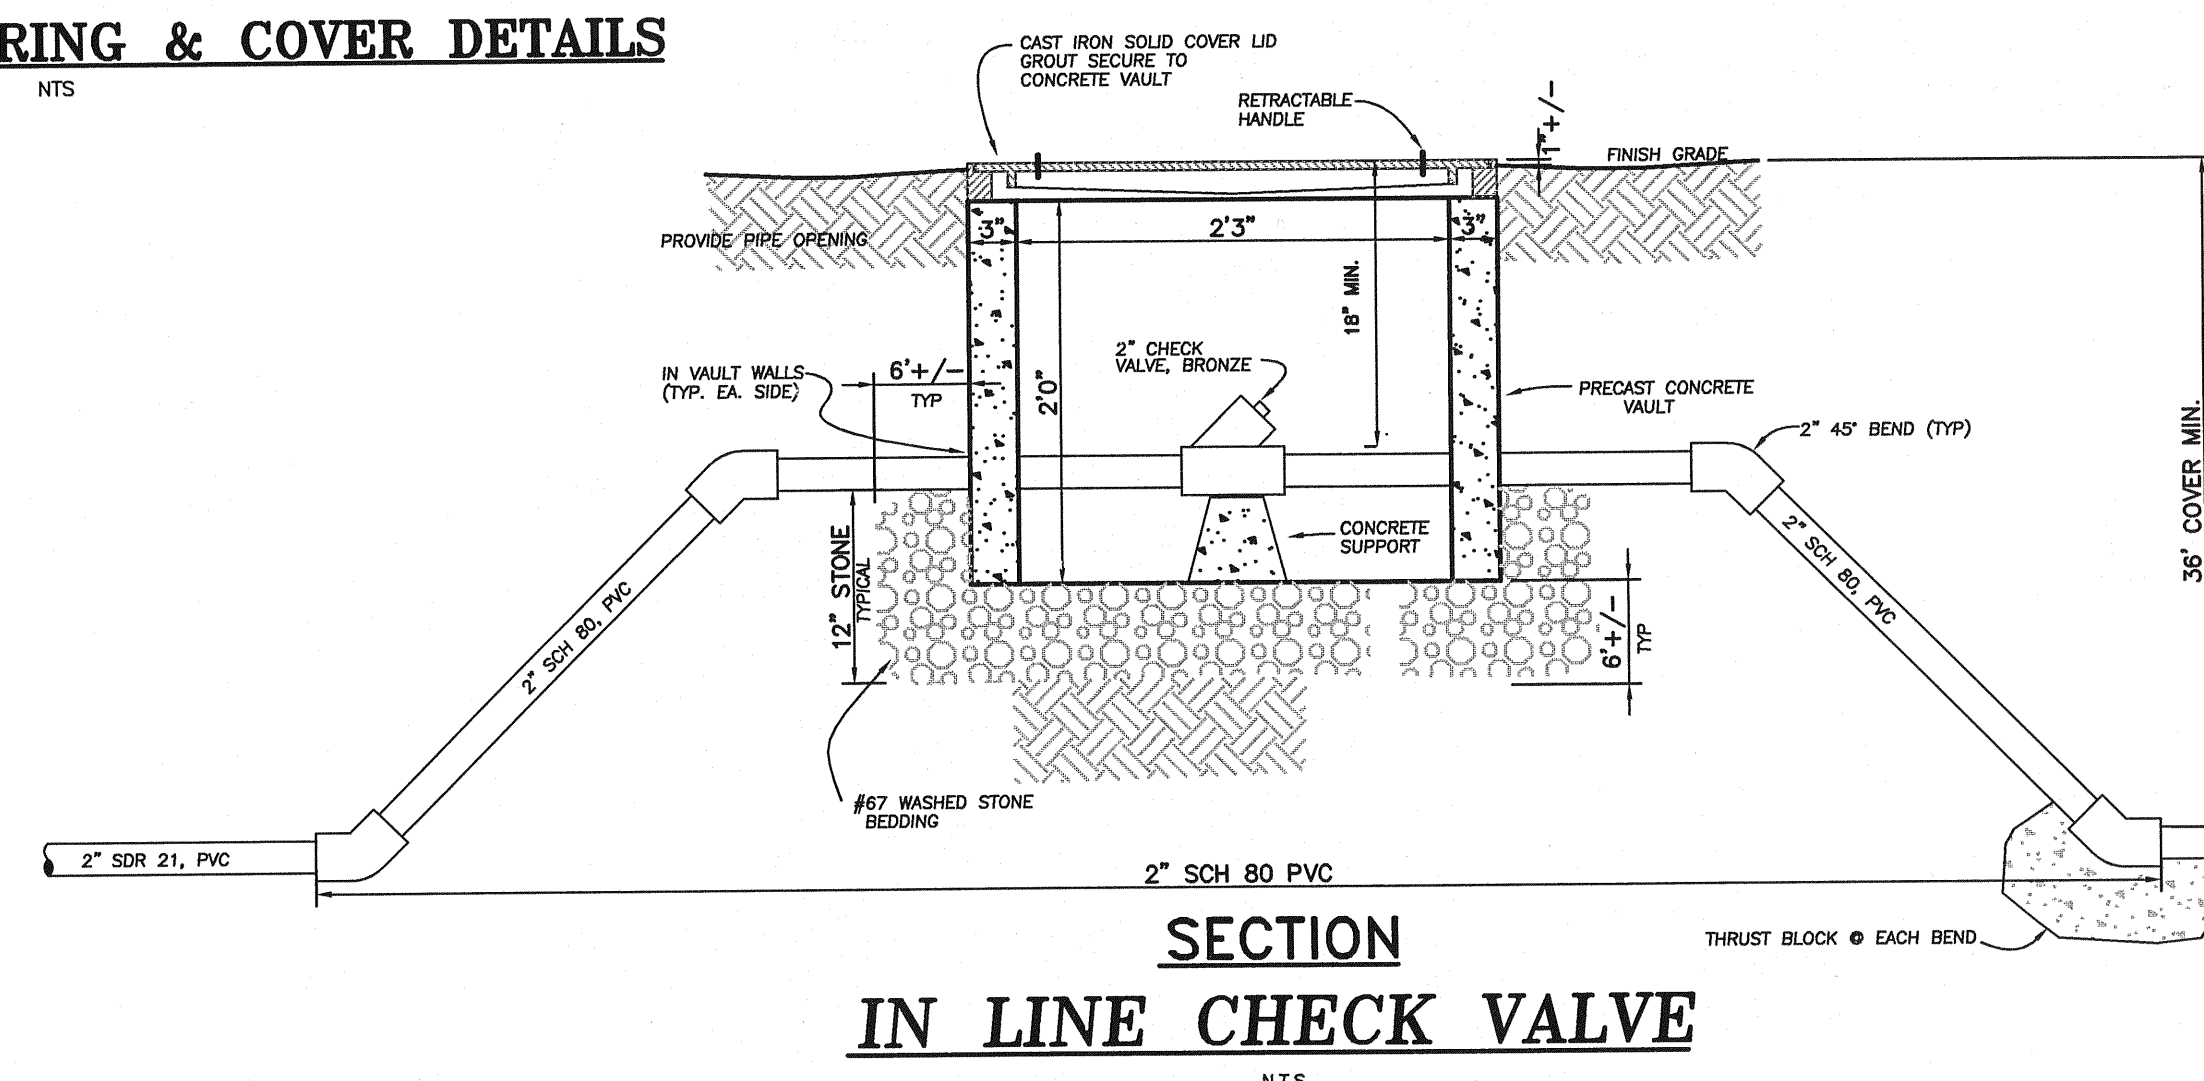 RING & COVER DETAILS
NTS
CAST IRON SOLID COVER LID
GROUT SECURE TO
CONCRETE VAULT
RETRACTABLE
HANDLE
1"+/-
FINISH GRADE
PROVIDE PIPE OPENING
3"
2'3"
3"
18" MIN.
2" CHECK
VALVE, BRONZE
IN VAULT WALLS
(TYP. EA. SIDE)
6'+/-
TYP
2'0"
PRECAST CONCRETE
VAULT
2" 45° BEND (TYP)
36' COVER MIN.
12" STONE
TYPICAL
CONCRETE
SUPPORT
2" SCH 80, PVC
2" SCH 80, PVC
6'+/-
TYP
#67 WASHED STONE
BEDDING
2" SDR 21, PVC
2" SCH 80 PVC
THRUST BLOCK @ EACH BEND
SECTION
IN LINE CHECK VALVE
NTS